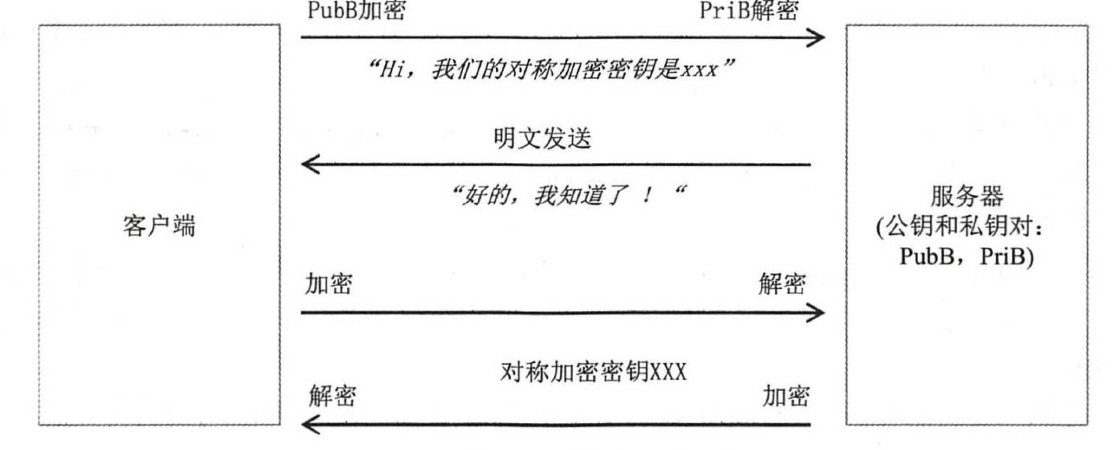 PubB加密
PriB解密
“Hi，我们的对称加密密钥是xxx”
明文发送
“好的，我知道了 ！ “
客户端
服务器
(公钥和私钥对：
PubB，PriB)
加密
解密
对称加密密钥XXX
解密
加密